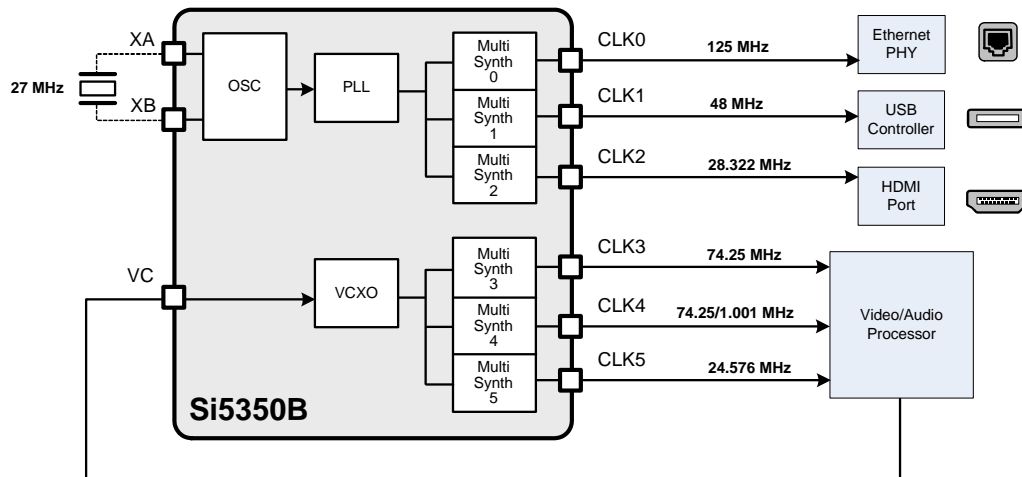 XA
27 MHz
XB
OSC
PLL
Multi
Synth
0
Multi
Synth
1
Multi
Synth
2
CLK0
125 MHz
Ethernet
PHY
CLK1
48 MHz
USB
Controller
CLK2
28.322 MHz
HDMI
Port
VC
VCXO
Multi
Synth
3
Multi
Synth
4
Multi
Synth
5
CLK3
74.25 MHz
CLK4
74.25/1.001 MHz
CLK5
24.576 MHz
Video/Audio
Processor
Si5350B